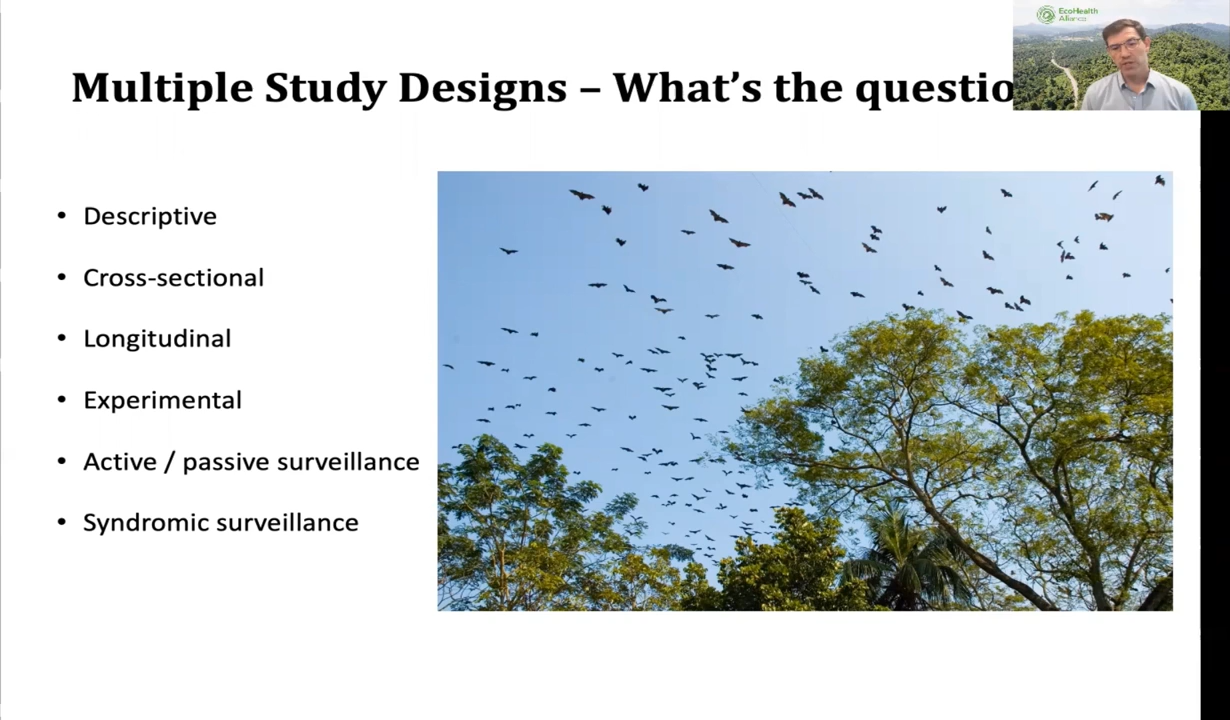 Multiple Study Designs – What's the questio
EcoHealth
Alliance
• Descriptive
• Cross-sectional
• Longitudinal
• Experimental
• Active / passive surveillance
• Syndromic surveillance